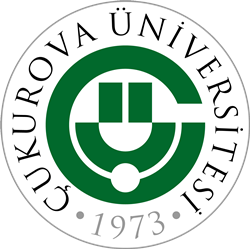 ÇUKUROVA ÜNİVERSİTESİ
• 1973 •